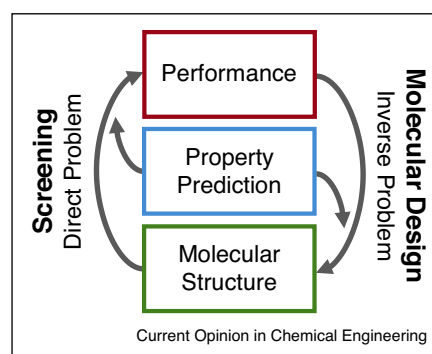 Screening
Direct Problem
Performance
Property
Prediction
Molecular
Structure
Molecular Design
Inverse Problem
Current Opinion in Chemical Engineering